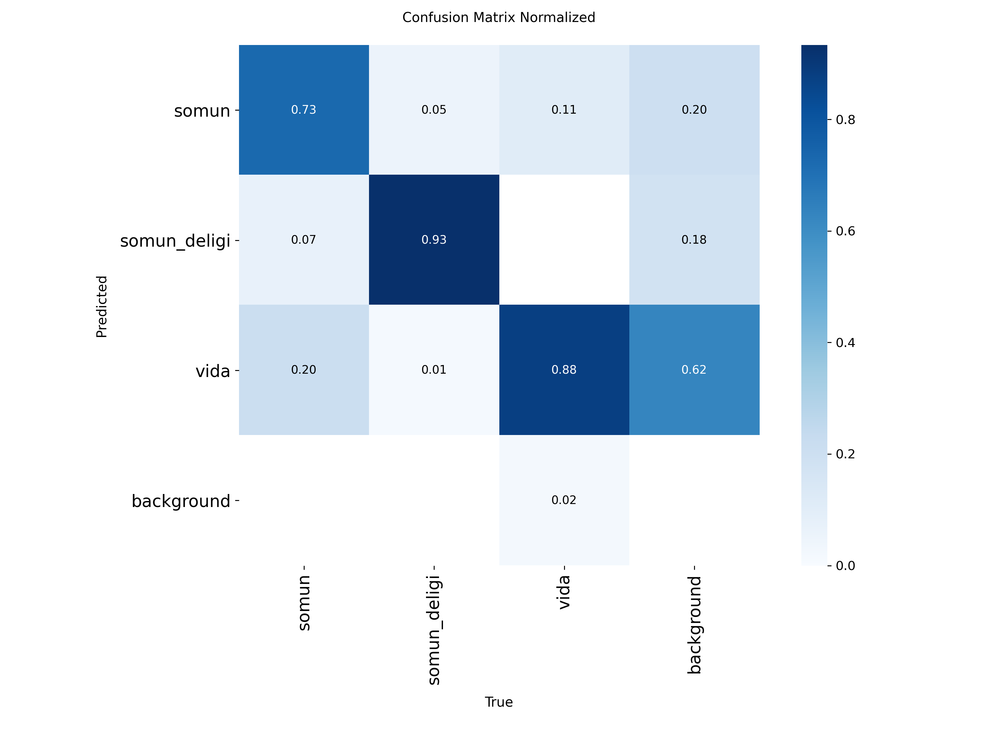 Confusion Matrix Normalized
somun 0.73 0.05 0.11 0.20
somun_deligi 0.07 0.93 0.18
vida 0.20 0.01 0.88 0.62
background 0.02
somun somun_deligi vida background
Predicted
True
0.8
0.6
0.4
0.2
0.0